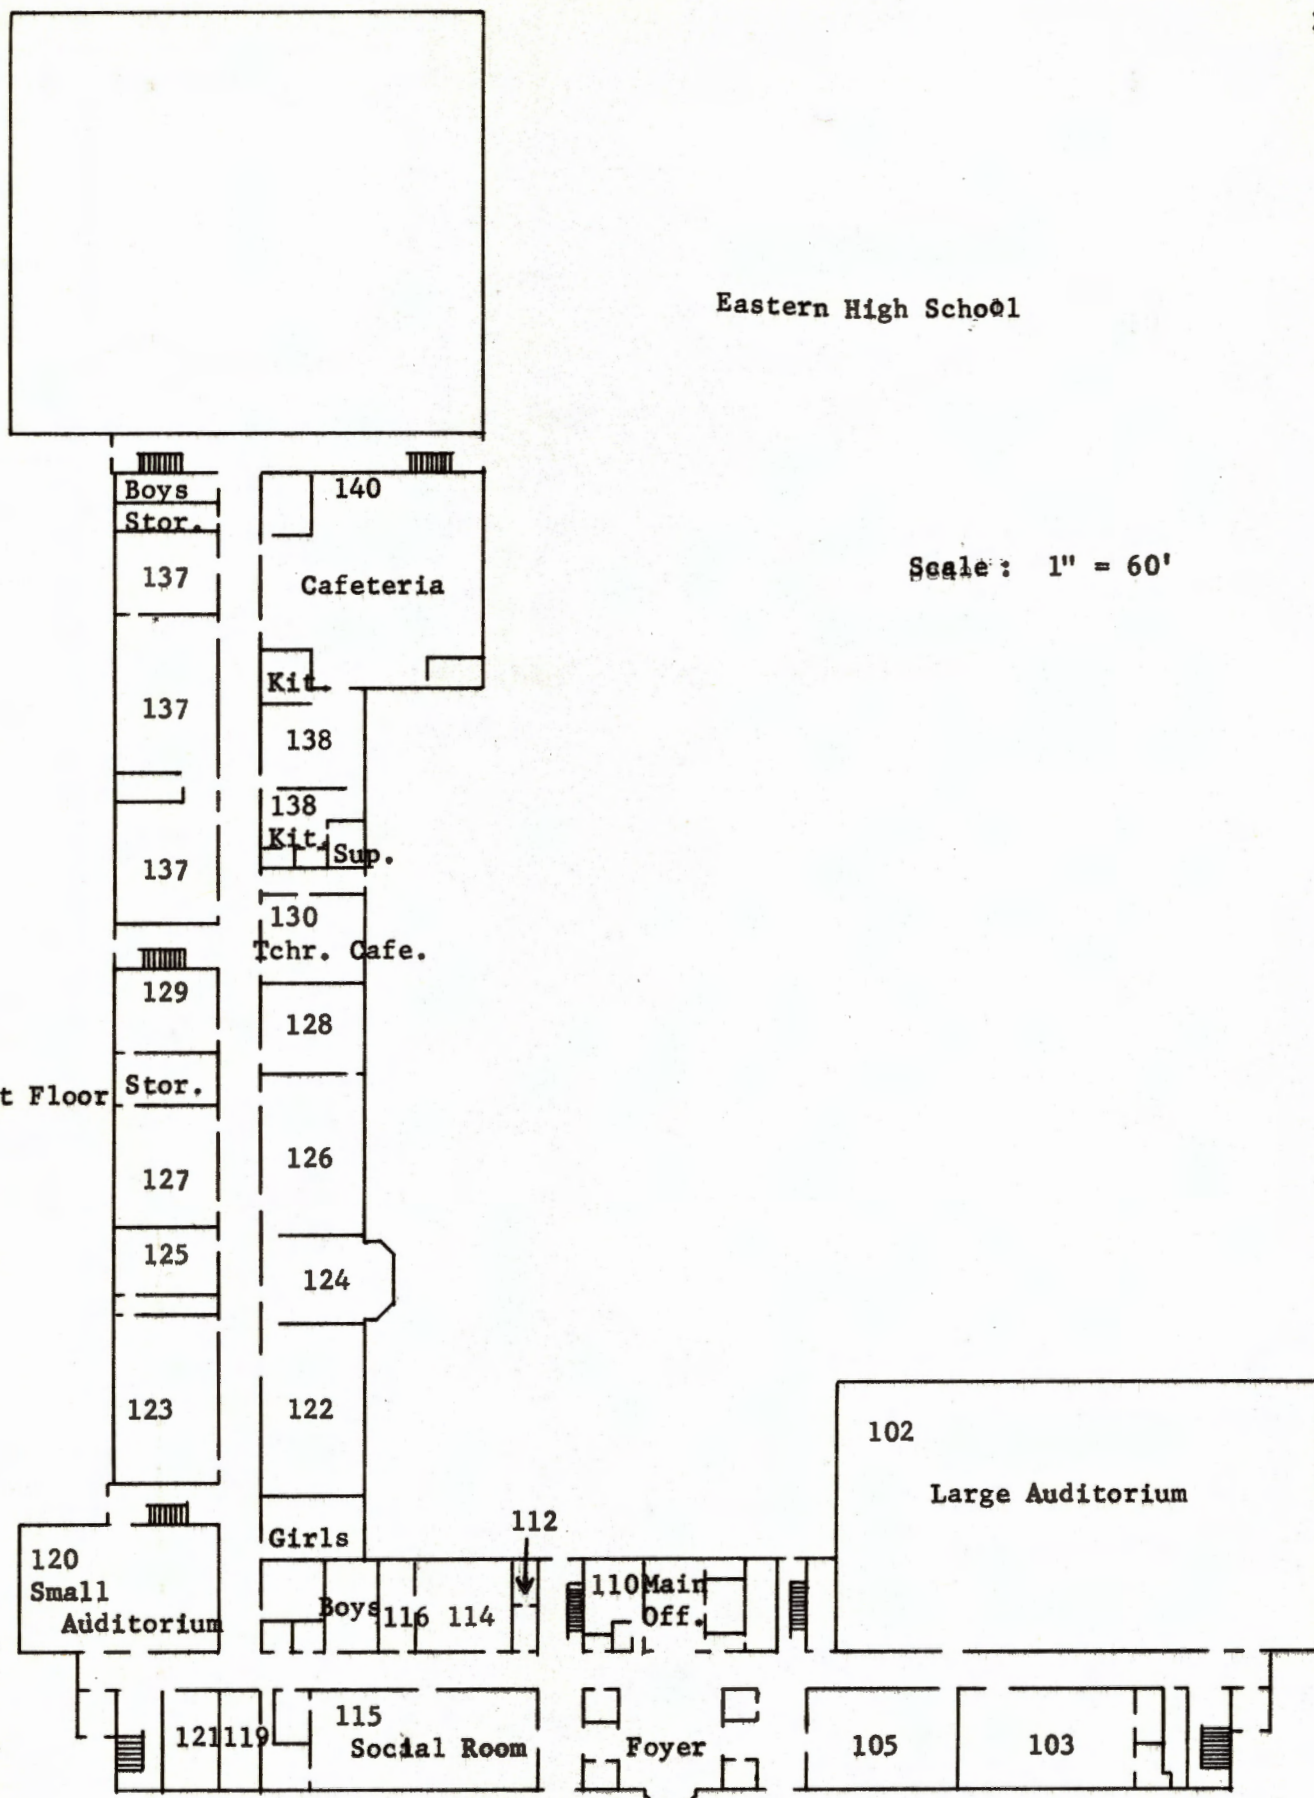 Eastern High School
Scale: 1" = 60'
Boys
Stor.
137
140
Cafeteria
137
Kit.
138
138
Kit.
Sup.
137
130
Tchr. Cafe.
129
128
t Floor
Stor.
126
127
125
124
123
122
102
Large Auditorium
Girls
112
120
Small
Auditorium
Boys
116
114
110
Main
Off.
121
119
115
Social Room
Foyer
105
103